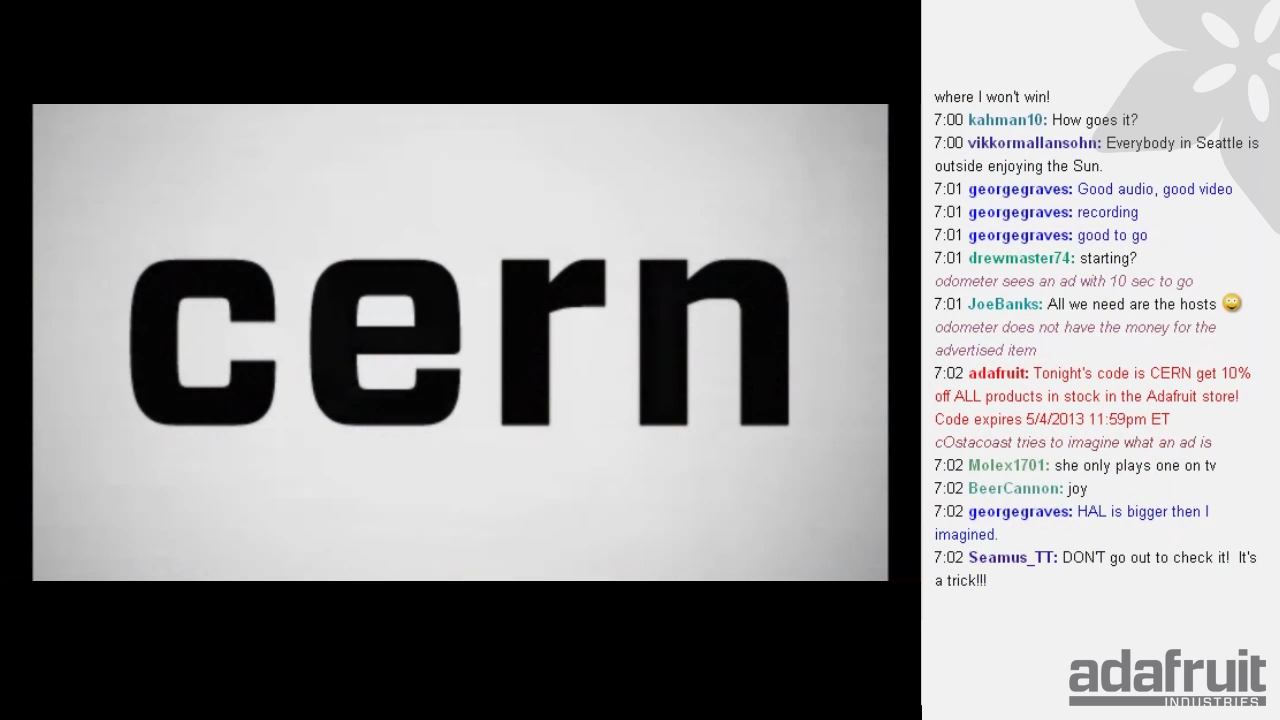 cern
where I won't win!
7:00 kahman10: How goes it?
7:00 vikkormallansohn: Everybody in Seattle is
outside enjoying the Sun.
7:01 georgegraves: Good audio, good video
7:01 georgegraves: recording
7:01 georgegraves: good to go
7:01 drewmaster74: starting?
odometer sees an ad with 10 sec to go
7:01 JoeBanks: All we need are the hosts
odometer does not have the money for the
advertised item
7:02 adafruit: Tonight's code is CERN get 10%
off ALL products in stock in the Adafruit store!
Code expires 5/4/2013 11:59pm ET
cOstacoast tries to imagine what an ad is
7:02 Molex1701: she only plays one on tv
7:02 BeerCannon: joy
7:02 georgegraves: HAL is bigger then I
imagined.
7:02 Seamus_TT: DON'T go out to check it!  It's
a trick!!!
adafruit
INDUSTRIES